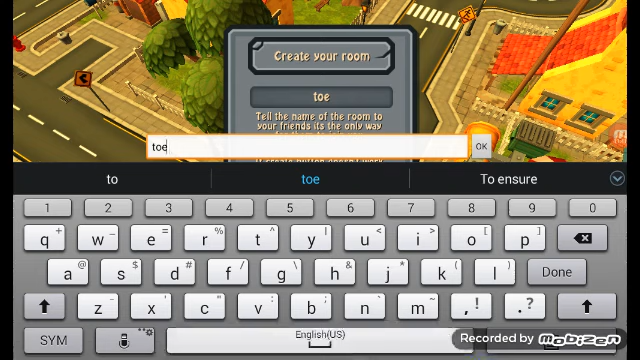 Create your room
toe
Tell the name of the room to
your friends its the only way
toe
OK
to
toe
To ensure
1 2 3 4 5 6 7 8 9 0
q + w - e = r % t ^ y | u < i > o [ p ]
a @ s $ d # f / g \ h & j * k ( l ) Done
z - x ' c " v : b ; n ~ m ~ , ! . ?
SYM
English(US)
Recorded by MOBIZEN